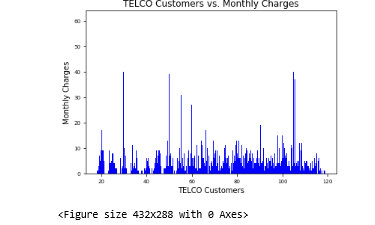 TELCO Customers vs. Monthly Charges
60
50
40
30
20
10
0
Monthly Charges
20 40 60 80 100 120
TELCO Customers
<Figure size 432x288 with 0 Axes>